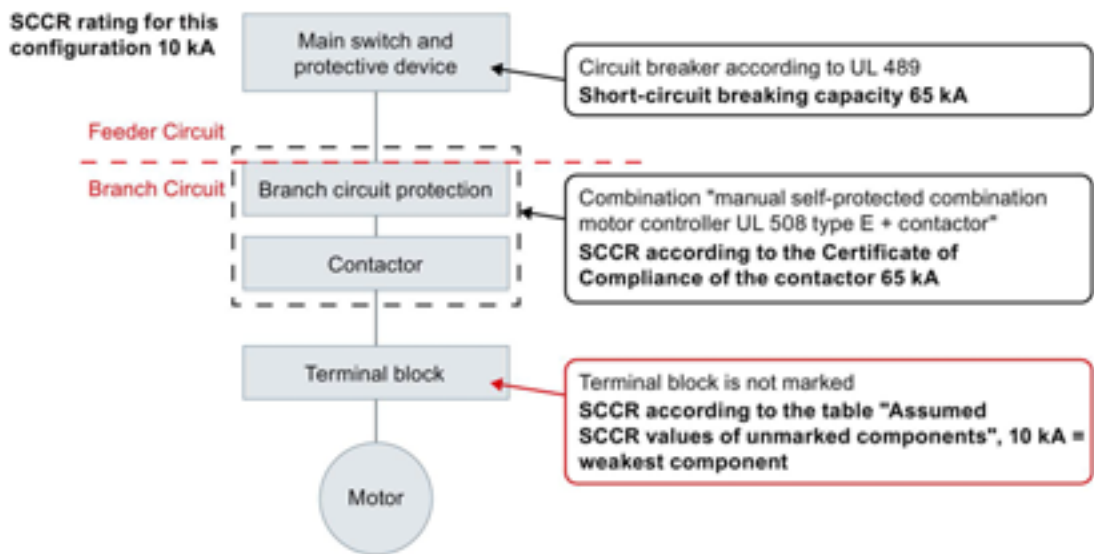 SCCR rating for this
configuration 10 kA
Main switch and
protective device
Circuit breaker according to UL 489
Short-circuit breaking capacity 65 kA
Feeder Circuit
Branch Circuit
Branch circuit protection
Contactor
Combination "manual self-protected combination
motor controller UL 508 type E + contactor"
SCCR according to the Certificate of
Compliance of the contactor 65 kA
Terminal block
Terminal block is not marked
SCCR according to the table "Assumed
SCCR values of unmarked components", 10 kA =
weakest component
Motor